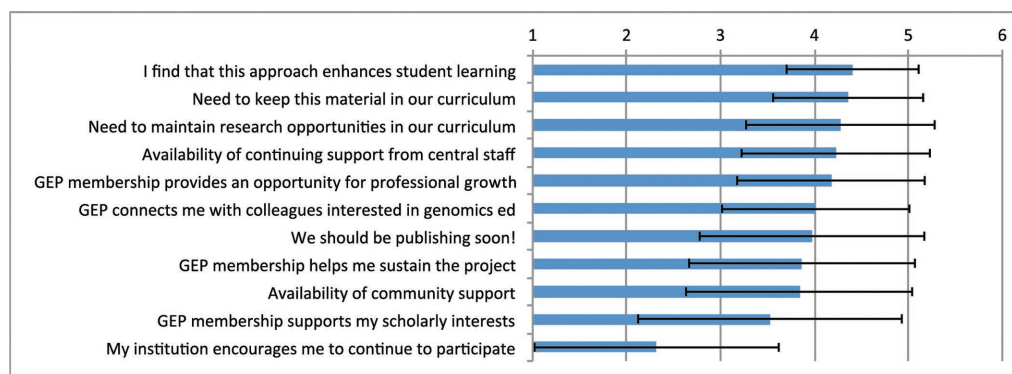 1 2 3 4 5 6
I find that this approach enhances student learning
Need to keep this material in our curriculum
Need to maintain research opportunities in our curriculum
Availability of continuing support from central staff
GEP membership provides an opportunity for professional growth
GEP connects me with colleagues interested in genomics ed
We should be publishing soon!
GEP membership helps me sustain the project
Availability of community support
GEP membership supports my scholarly interests
My institution encourages me to continue to participate